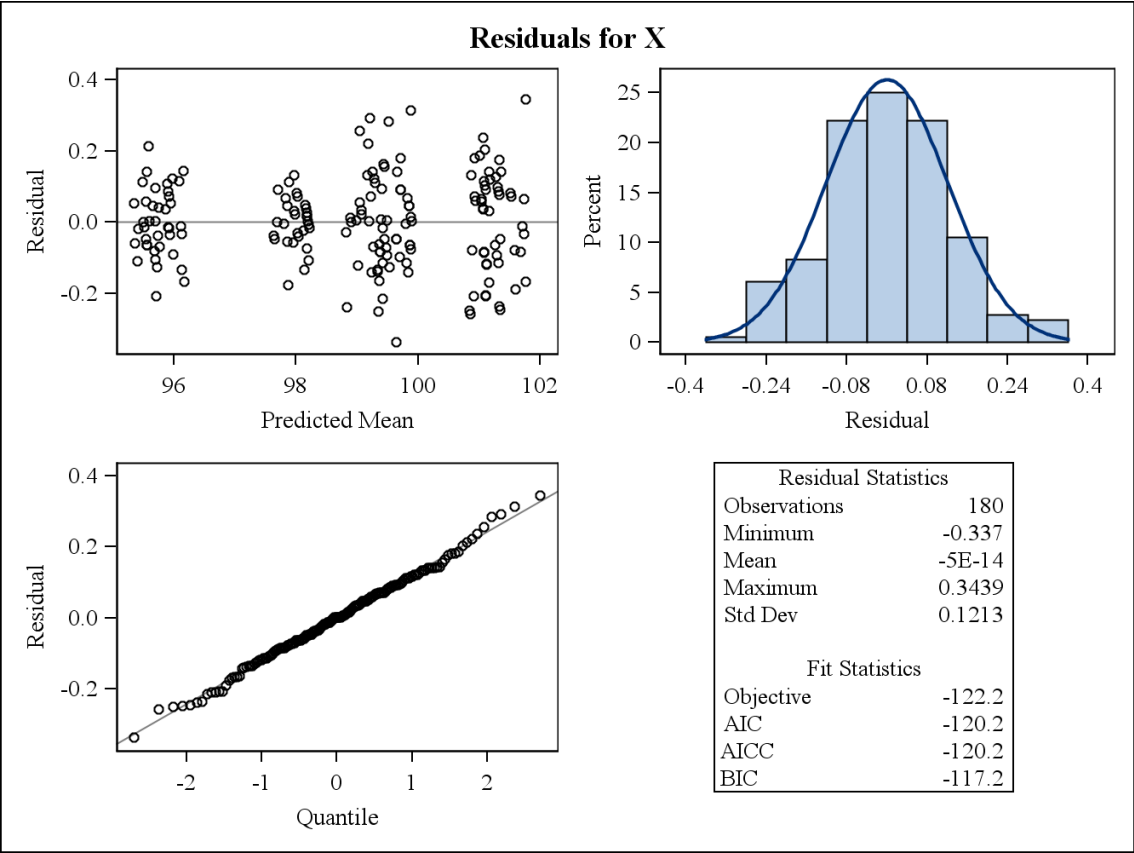 Residuals for X
0.4
0.2
0.0
-0.2
Residual
96 98 100 102
Predicted Mean
25
20
15
10
5
0
Percent
-0.4 -0.24 -0.08 0.08 0.24 0.4
Residual
0.4
0.2
0.0
-0.2
Residual
-2 -1 0 1 2
Quantile
Residual Statistics
Observations 180
Minimum -0.337
Mean -5E-14
Maximum 0.3439
Std Dev 0.1213
Fit Statistics
Objective -122.2
AIC -120.2
AICC -120.2
BIC -117.2